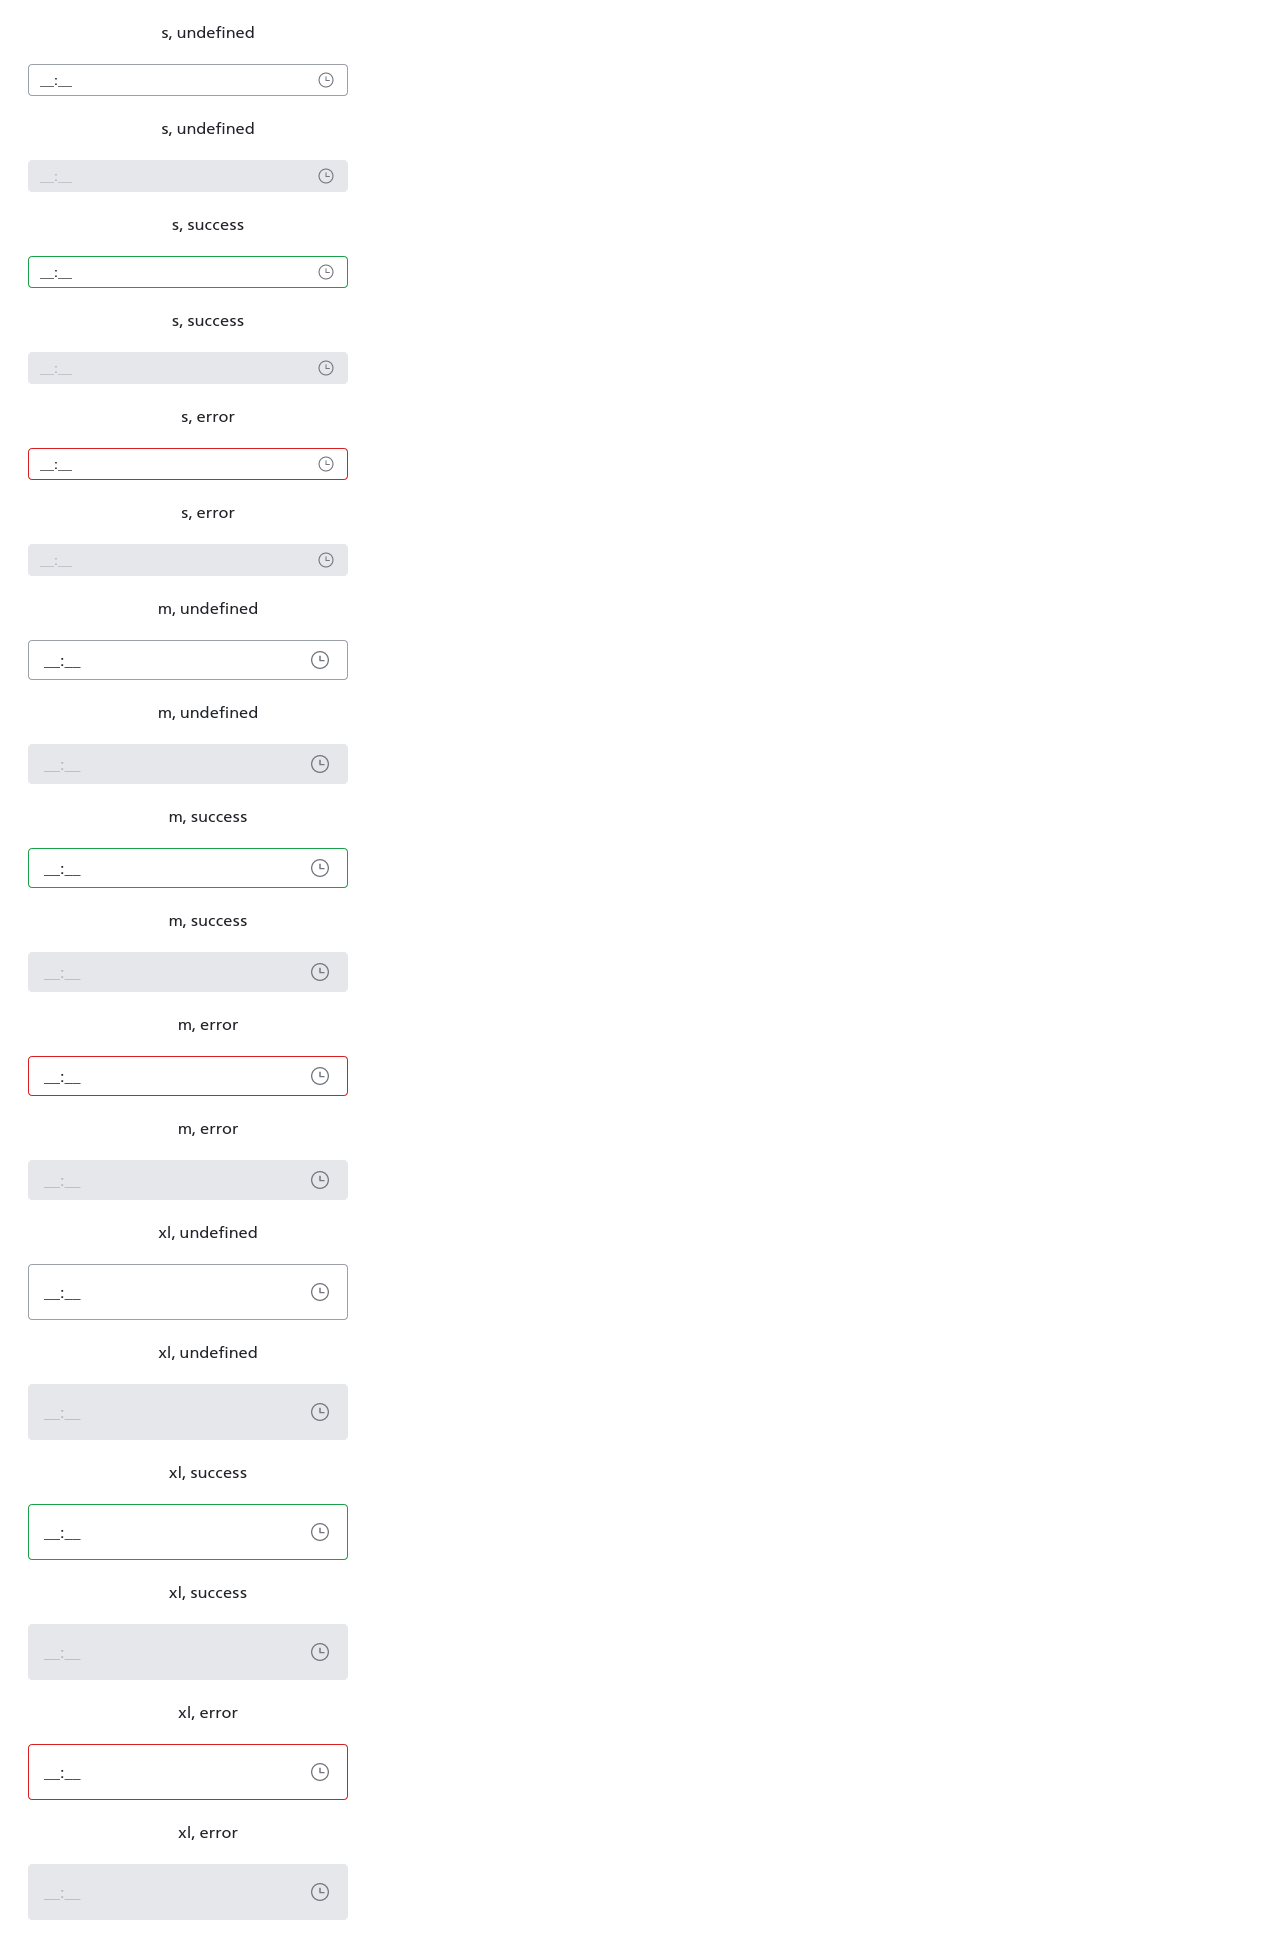 s, undefined
__:__
s, undefined
__:__
s, success
__:__
s, success
__:__
s, error
__:__
s, error
__:__
m, undefined
__:__
m, undefined
__:__
m, success
__:__
m, success
__:__
m, error
__:__
m, error
__:__
xl, undefined
__:__
xl, undefined
__:__
xl, success
__:__
xl, success
__:__
xl, error
__:__
xl, error
__:__